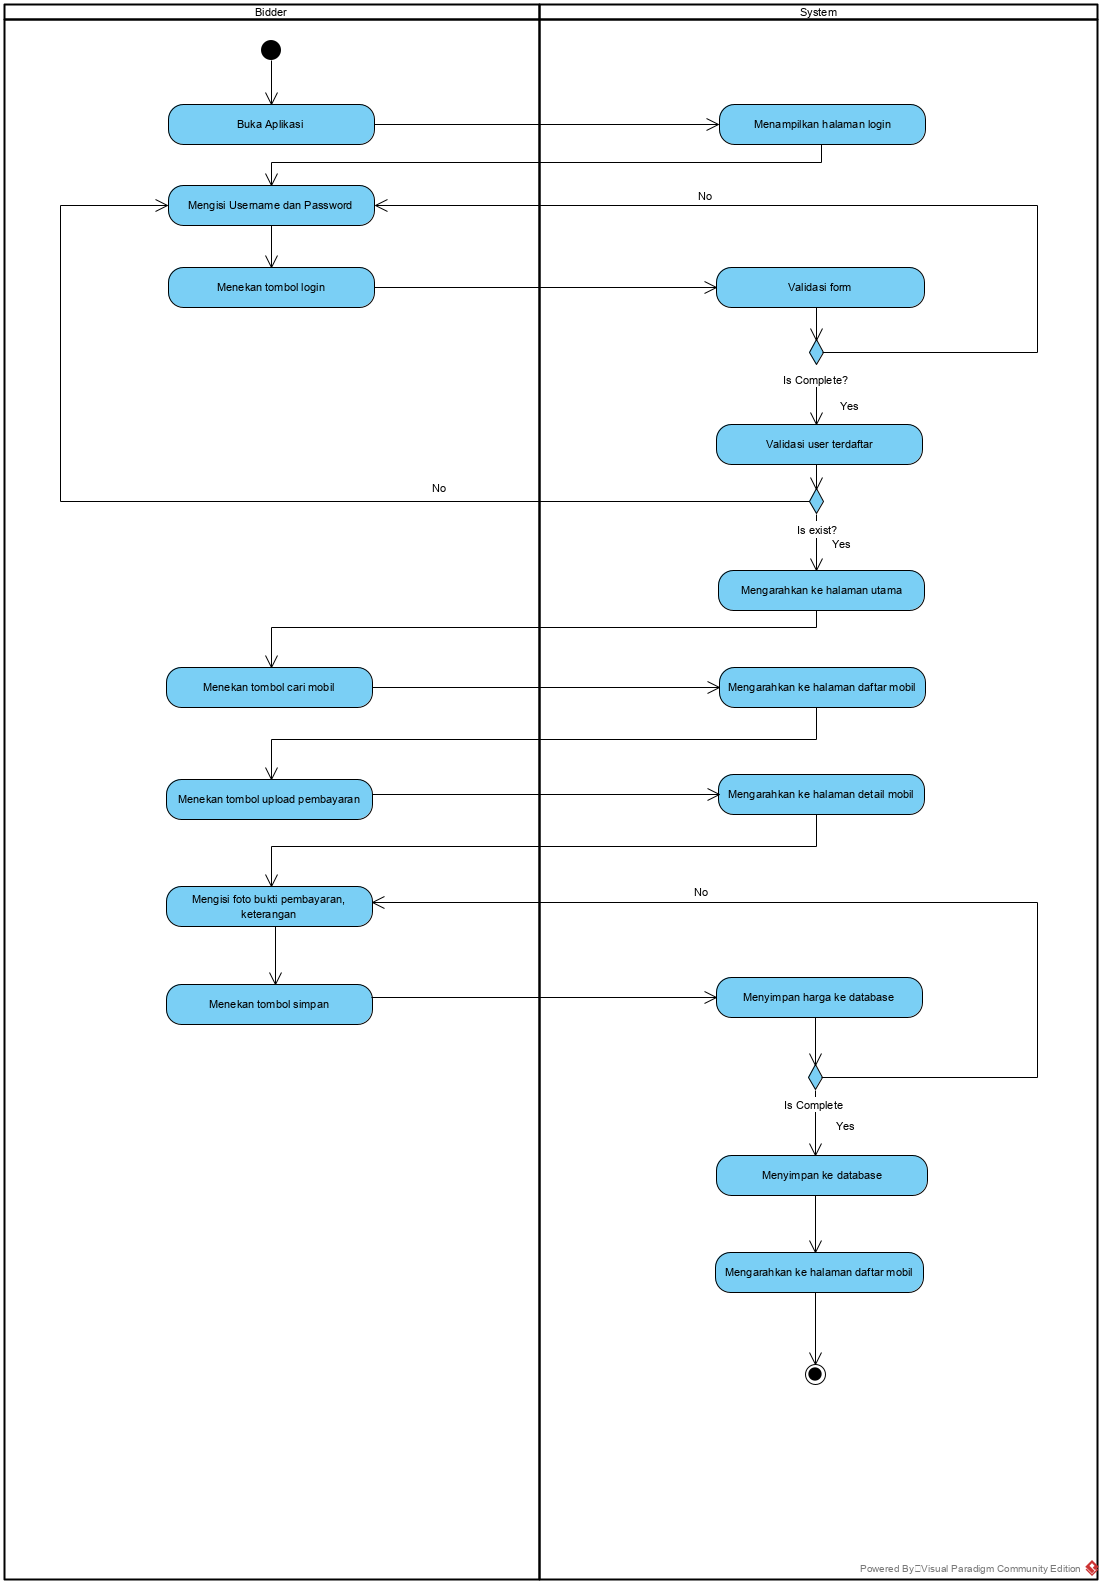 Bidder
System
Buka Aplikasi
Menampilkan halaman login
Mengisi Username dan Password
No
Menekan tombol login
Validasi form
Is Complete?
Yes
Validasi user terdaftar
No
Is exist?
Yes
Mengarahkan ke halaman utama
Menekan tombol cari mobil
Mengarahkan ke halaman daftar mobil
Menekan tombol upload pembayaran
Mengarahkan ke halaman detail mobil
Mengisi foto bukti pembayaran,
keterangan
No
Menekan tombol simpan
Menyimpan harga ke database
Is Complete
Yes
Menyimpan ke database
Mengarahkan ke halaman daftar mobil
Powered By Visual Paradigm Community Edition